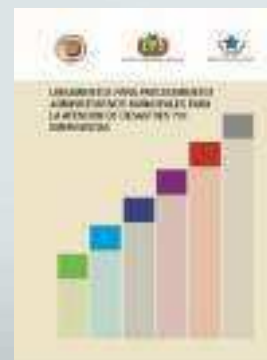 LINEAMIENTOS PARA PROCEDIMIENTOS
ADMINISTRATIVOS MUNICIPALES PARA
LA ATENCIÓN DE DESASTRES Y/O
EMERGENCIAS